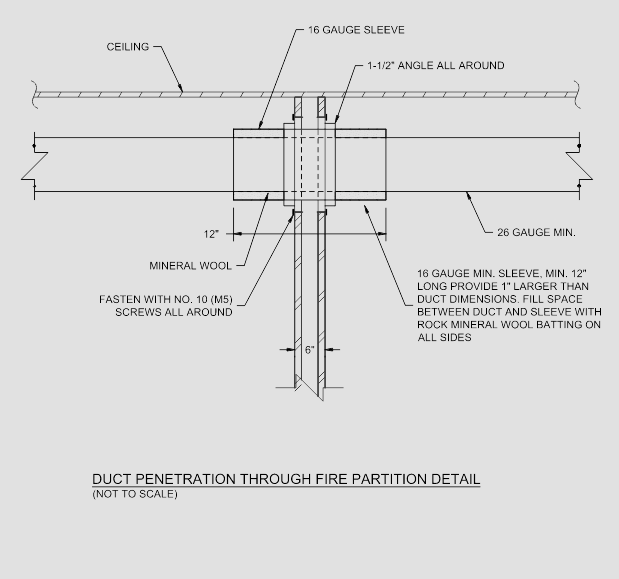 16 GAUGE SLEEVE
CEILING
1-1/2" ANGLE ALL AROUND
12"
26 GAUGE MIN.
MINERAL WOOL
16 GAUGE MIN. SLEEVE, MIN. 12"
LONG PROVIDE 1" LARGER THAN
DUCT DIMENSIONS. FILL SPACE
BETWEEN DUCT AND SLEEVE WITH
ROCK MINERAL WOOL BATTING ON
ALL SIDES
FASTEN WITH NO. 10 (M5)
SCREWS ALL AROUND
6"
DUCT PENETRATION THROUGH FIRE PARTITION DETAIL
(NOT TO SCALE)